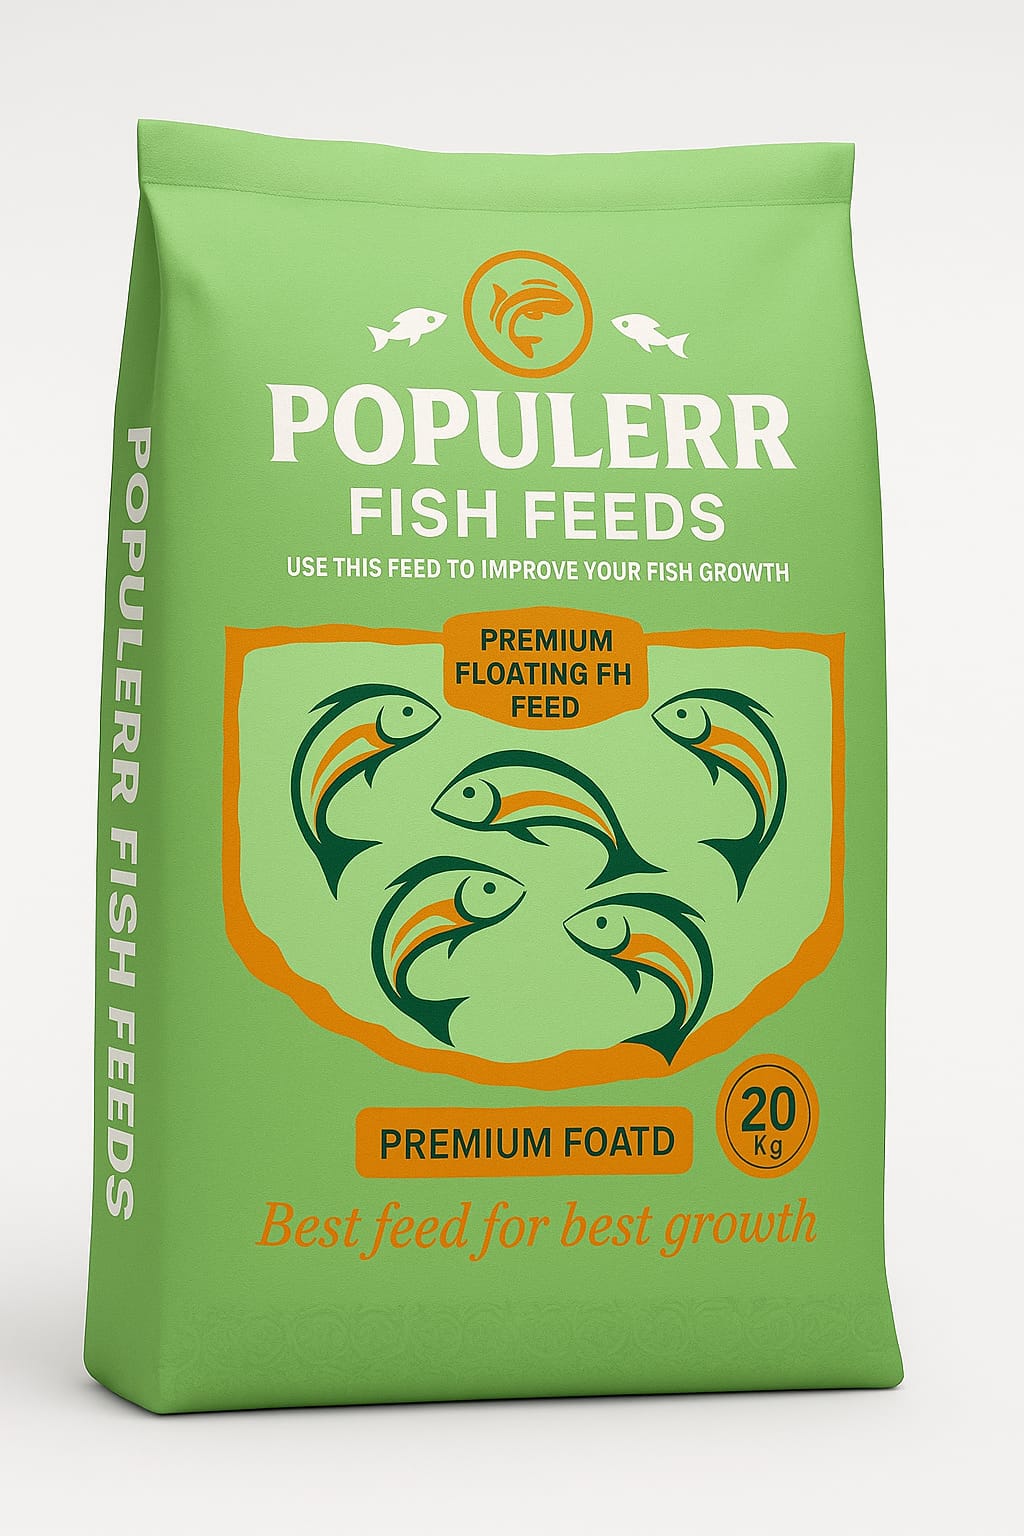 POPULERR
FISH FEEDS
USE THIS FEED TO IMPROVE YOUR FISH GROWTH
PREMIUM
FLOATING FH
FEED
PREMIUM FOATD
20
Kg
Best feed for best growth
POPULERR FISH FEEDS